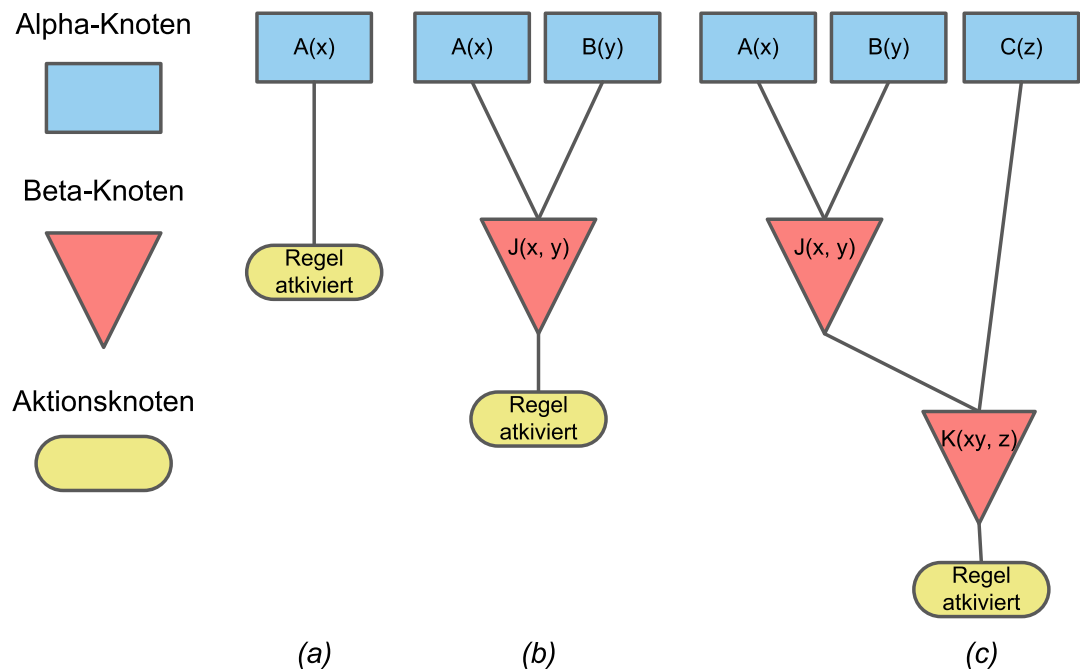 Alpha-Knoten
Beta-Knoten
Aktionsknoten
A(x)
Regel
atkiviert
(a)
A(x)
B(y)
J(x, y)
Regel
atkiviert
(b)
A(x)
B(y)
C(z)
J(x, y)
K(xy, z)
Regel
atkiviert
(c)